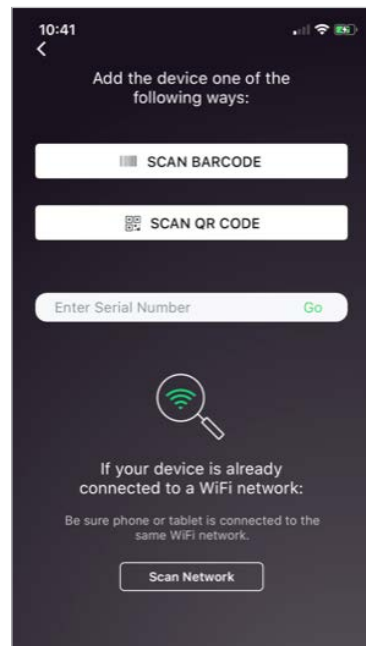 10:41
Add the device one of the
following ways:
SCAN BARCODE
SCAN QR CODE
Enter Serial Number Go
If your device is already
connected to a WiFi network:
Be sure phone or tablet is connected to the
same WiFi network.
Scan Network